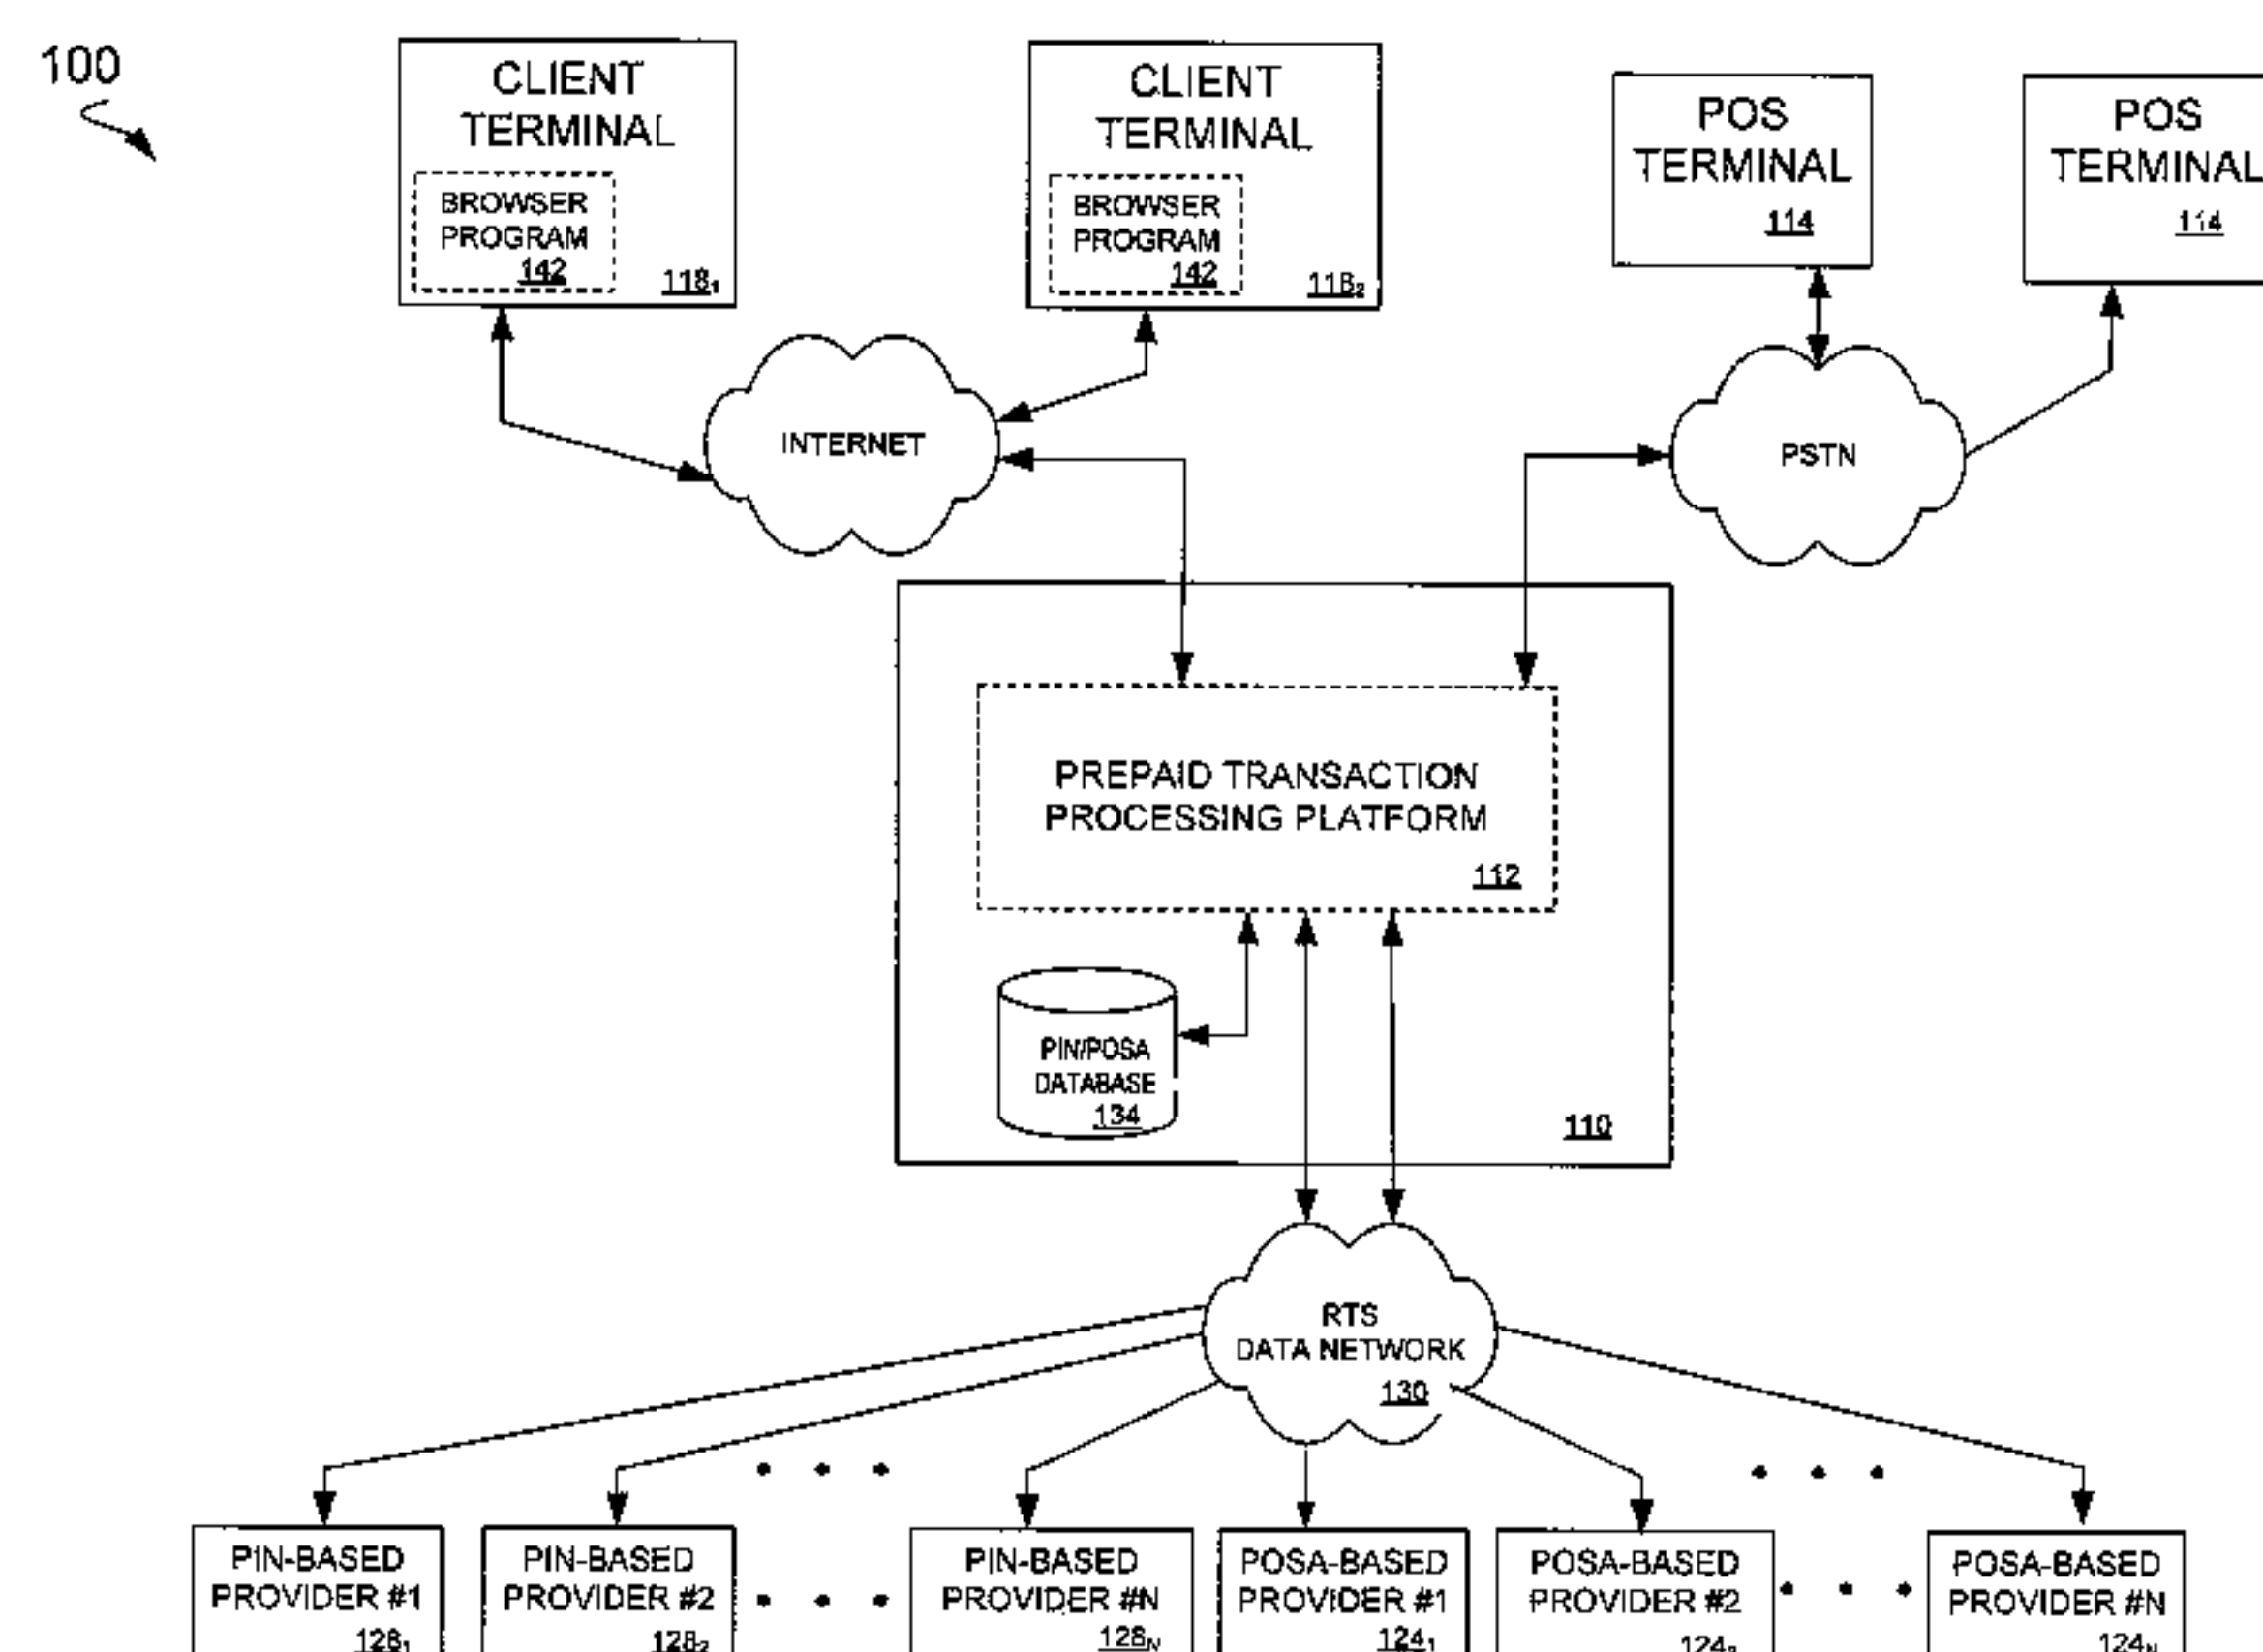 100
CLIENT
TERMINAL
BROWSER
PROGRAM
142
118₁
CLIENT
TERMINAL
BROWSER
PROGRAM
142
118₂
POS
TERMINAL
114
POS
TERMINAL
114
INTERNET
PSTN
PREPAID TRANSACTION
PROCESSING PLATFORM
112
PIN/POSA
DATABASE
134
110
RTS
DATA NETWORK
130
PIN-BASED
PROVIDER #1
128₁
PIN-BASED
PROVIDER #2
128₂
PIN-BASED
PROVIDER #N
128N
POSA-BASED
PROVIDER #1
124₁
POSA-BASED
PROVIDER #2
124₂
POSA-BASED
PROVIDER #N
124N